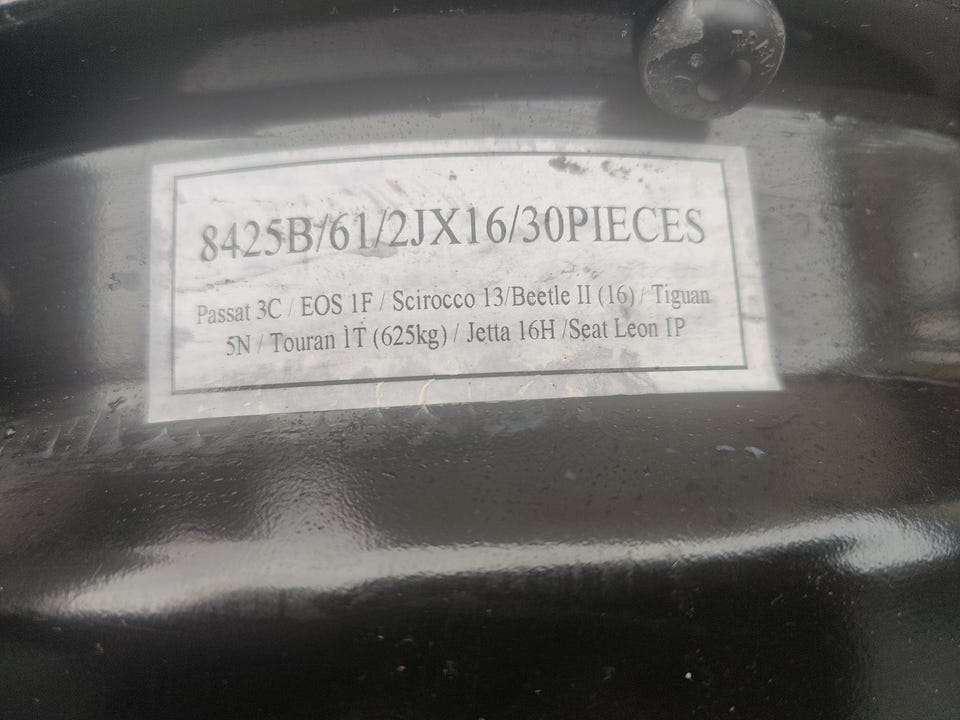 8425B/61/2JX16/30PIECES
Passat 3C / EOS 1F / Scirocco 13/Beetle II (16) / Tiguan
5N / Touran 1T (625kg) / Jetta 16H /Seat Leon 1P